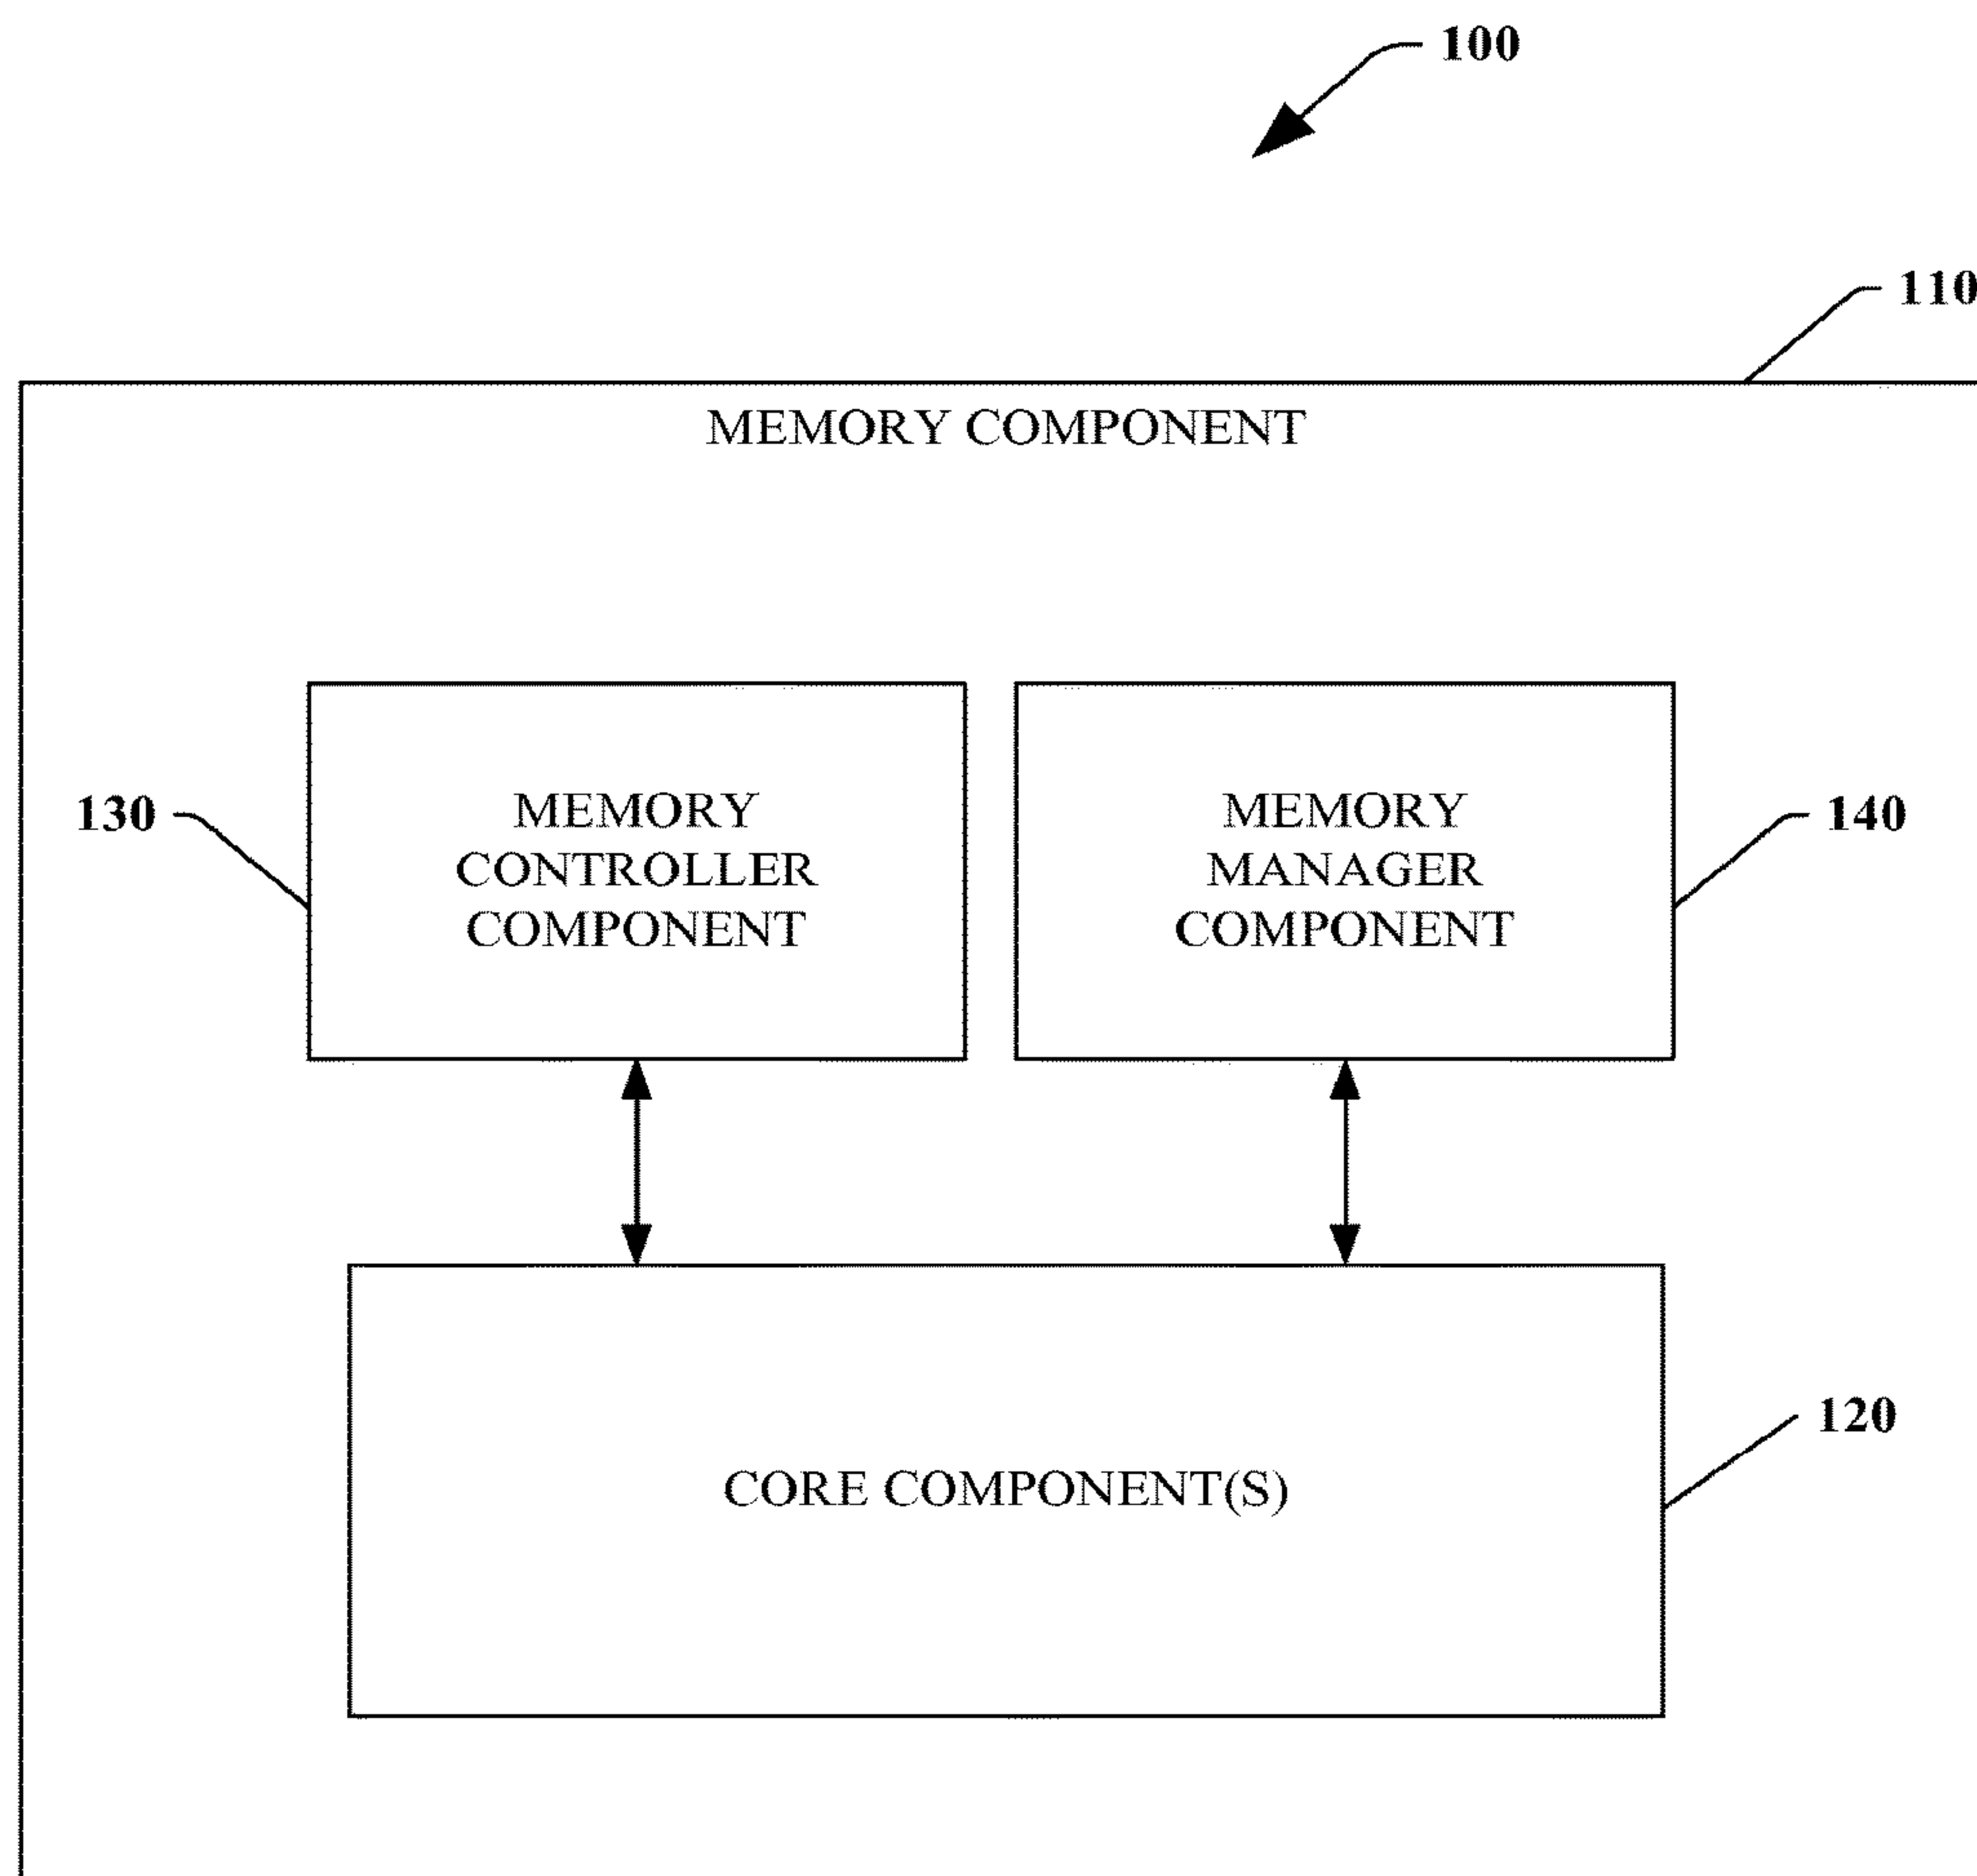 100
110
MEMORY COMPONENT
130
MEMORY
CONTROLLER
COMPONENT
MEMORY
MANAGER
COMPONENT
140
CORE COMPONENT(S)
120